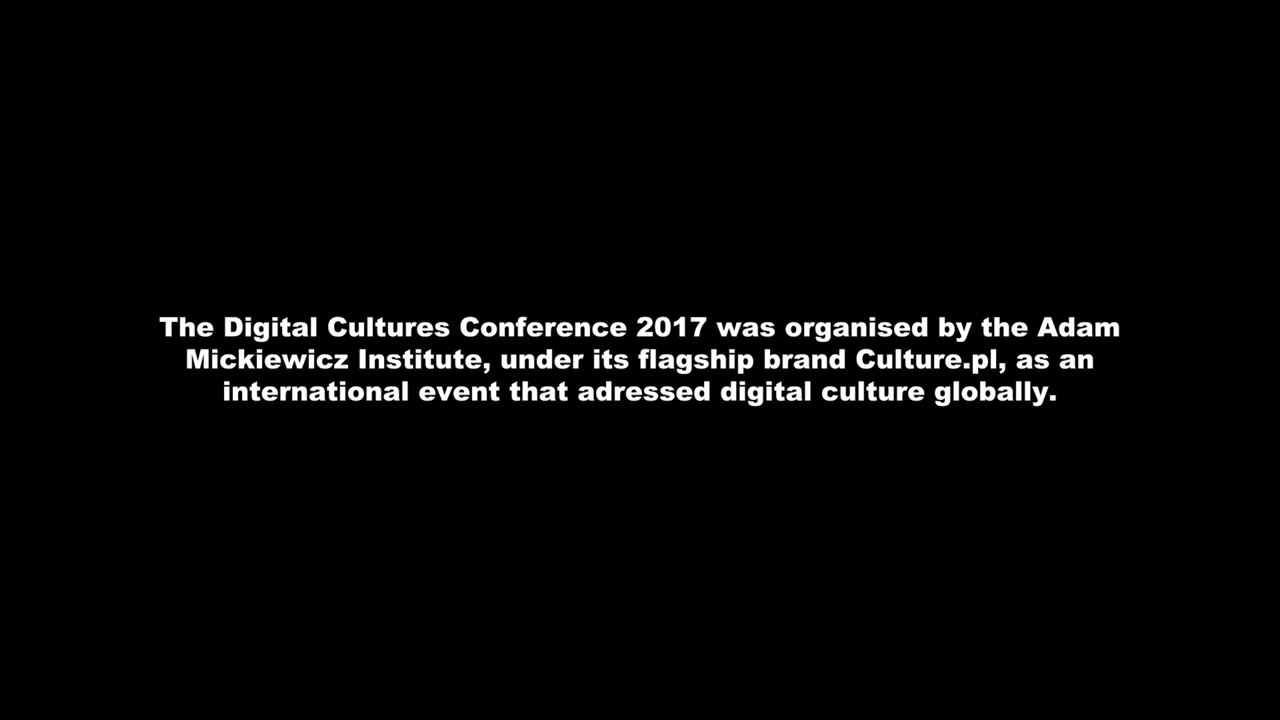 The Digital Cultures Conference 2017 was organised by the Adam
Mickiewicz Institute, under its flagship brand Culture.pl, as an
international event that adressed digital culture globally.